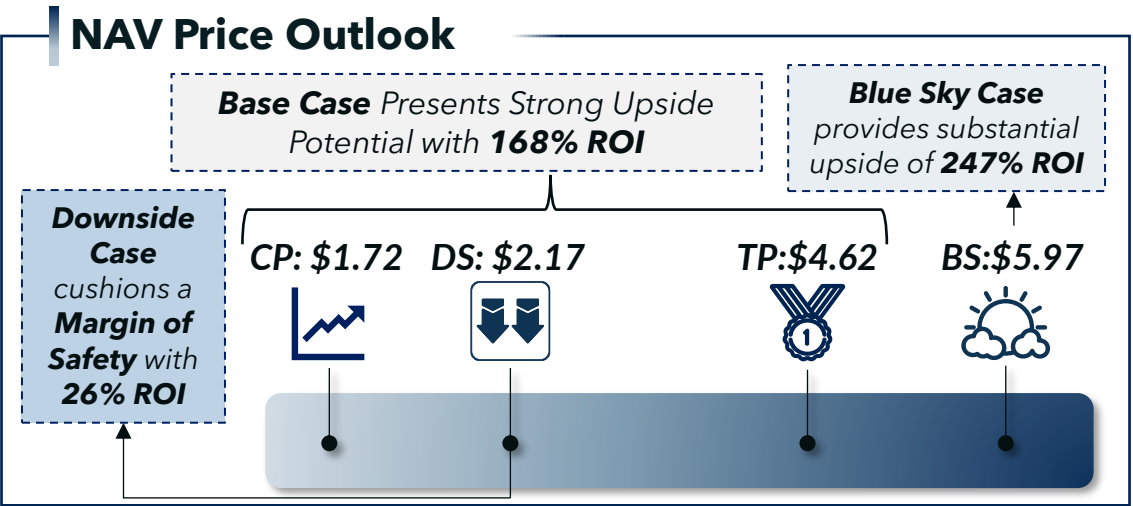 NAV Price Outlook
Base Case Presents Strong Upside
Potential with 168% ROI
Blue Sky Case
provides substantial
upside of 247% ROI
Downside
Case
cushions a
Margin of
Safety with
26% ROI
CP: $1.72 DS: $2.17 TP:$4.62 BS:$5.97
1